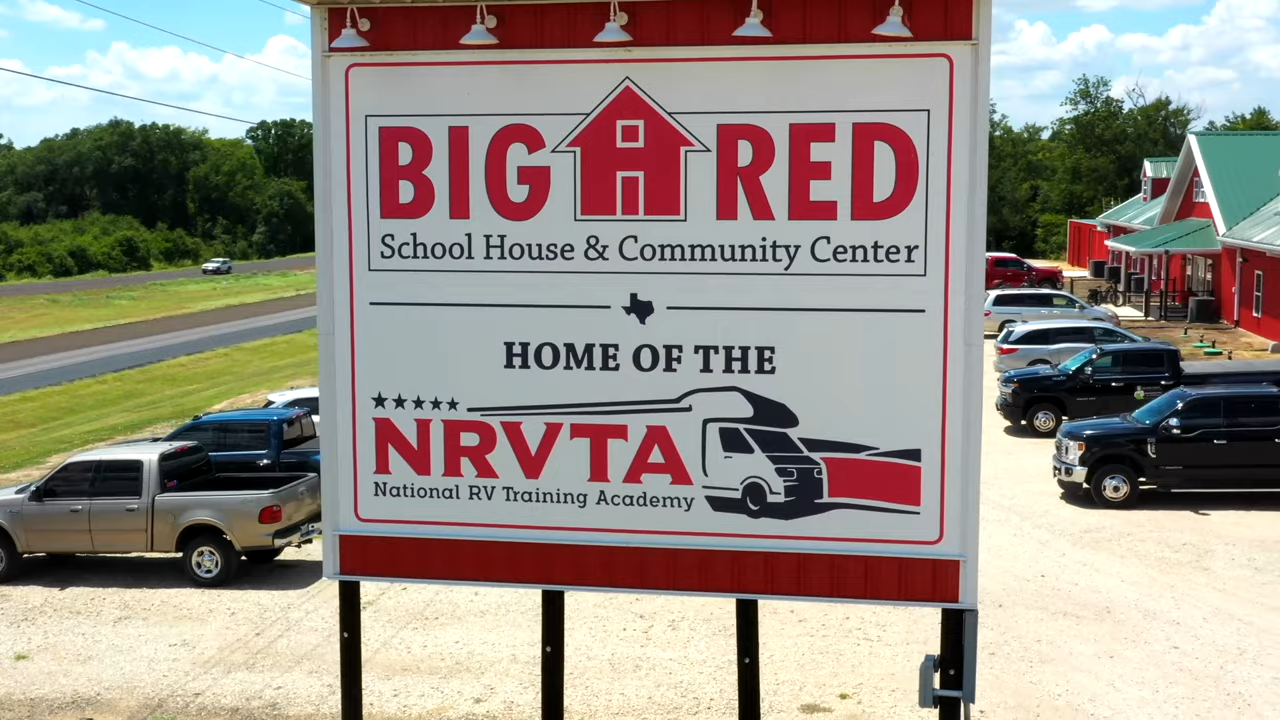 BIG RED
School House & Community Center
HOME OF THE
NRVTA
National RV Training Academy